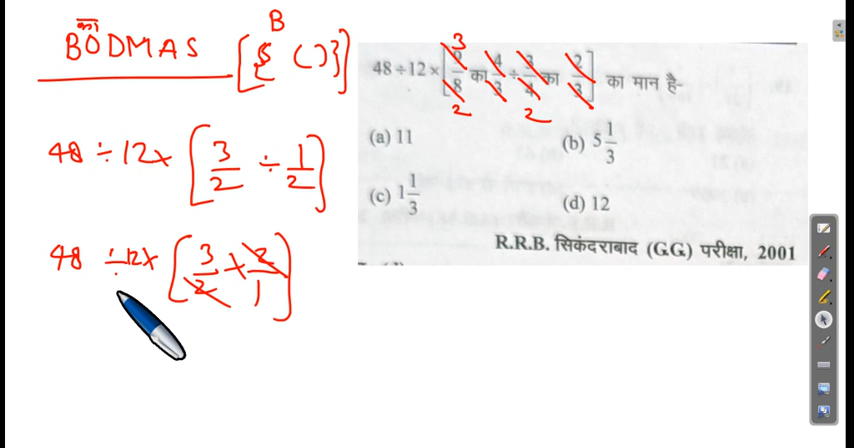 का
B
BODMAS [{ ( ) }]
48 ÷ 12 × [9/8 का 4/3 ÷ 3/4 का 2/3] का मान है-
3
2
2
(a) 11
(b) 5 1/3
(c) 1 1/3
(d) 12
R.R.B. सिकंदराबाद (GG) परीक्षा, 2001
48 ÷ 12 × [3/2 ÷ 1/2]
48 ÷ 12 × [3/2 × 2/1]